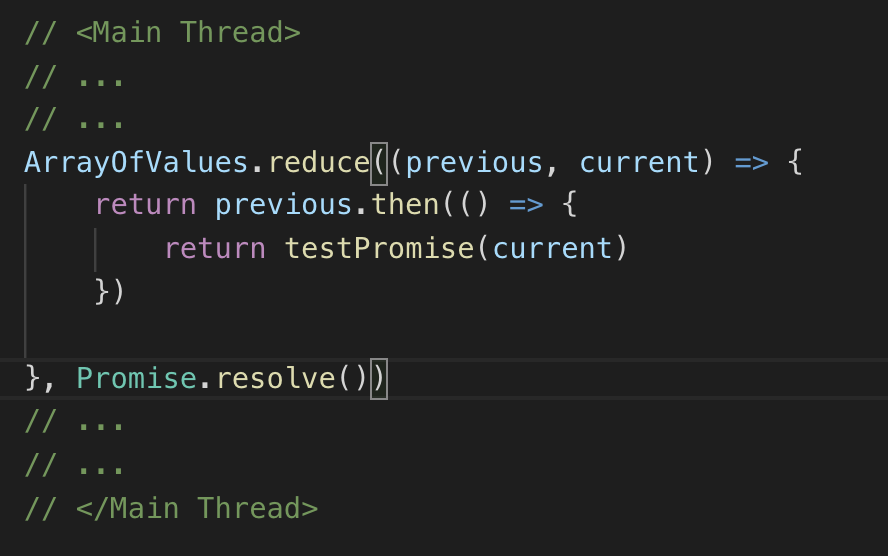 // <Main Thread>
// ...
// ...
ArrayOfValues.reduce((previous, current) => {
    return previous.then(() => {
        return testPromise(current)
    })

}, Promise.resolve())
// ...
// ...
// </Main Thread>